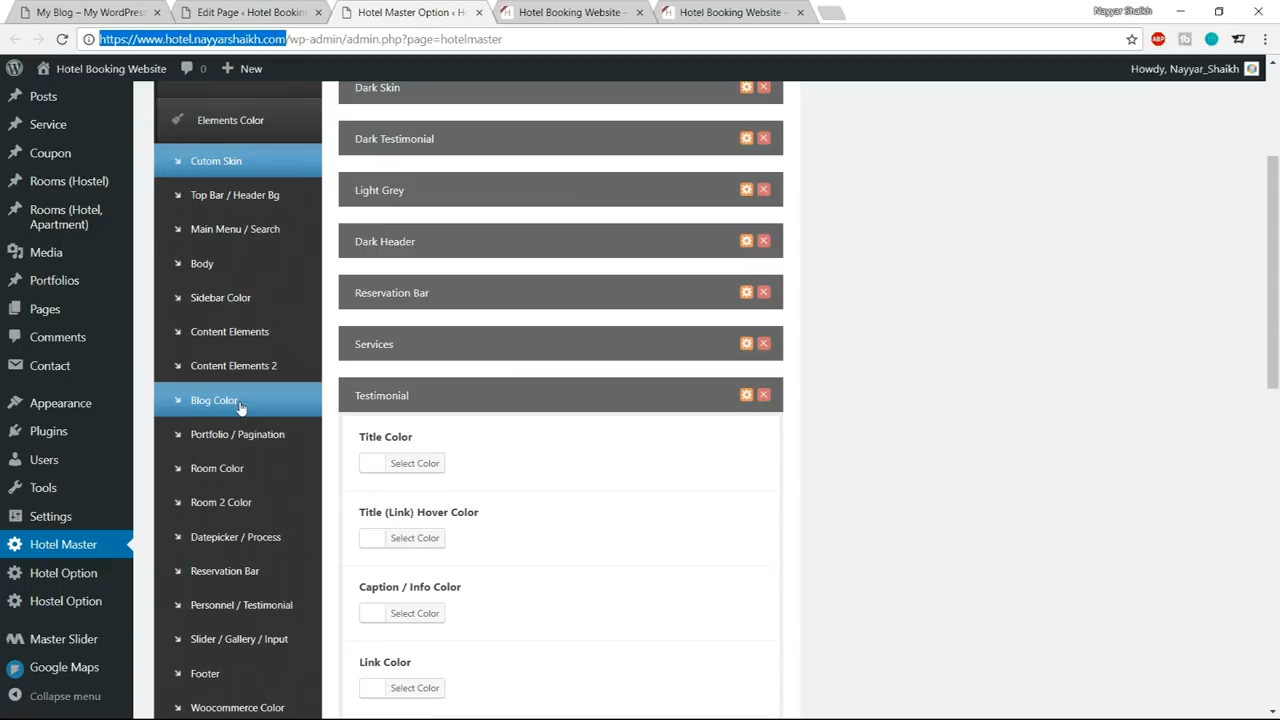 My Blog – My WordPress
Edit Page ‹ Hotel Bookin
Hotel Master Option ‹ H
Hotel Booking Website –
Hotel Booking Website –
Nayyar Shaikh
https://www.hotel.nayyarshaikh.com/wp-admin/admin.php?page=hotelmaster
ABP
Hotel Booking Website
0
New
Howdy, Nayyar_Shaikh
Posts
Service
Coupon
Rooms (Hostel)
Rooms (Hotel,
Apartment)
Media
Portfolios
Pages
Comments
Contact
Appearance
Plugins
Users
Tools
Settings
Hotel Master
Hotel Option
Hostel Option
Master Slider
Google Maps
Collapse menu
Elements Color
Cutom Skin
Top Bar / Header Bg
Main Menu / Search
Body
Sidebar Color
Content Elements
Content Elements 2
Blog Color
Portfolio / Pagination
Room Color
Room 2 Color
Datepicker / Process
Reservation Bar
Personnel / Testimonial
Slider / Gallery / Input
Footer
Woocommerce Color
Dark Skin
Dark Testimonial
Light Grey
Dark Header
Reservation Bar
Services
Testimonial
Title Color
Select Color
Title (Link) Hover Color
Select Color
Caption / Info Color
Select Color
Link Color
Select Color